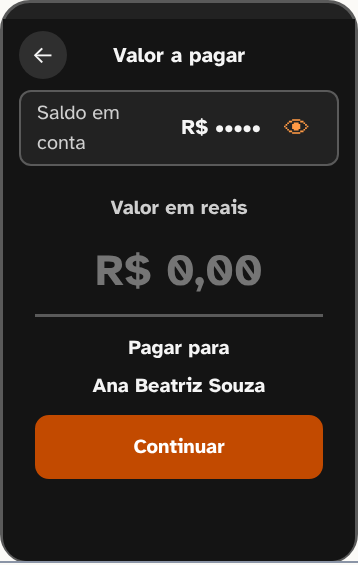 Valor a pagar
Saldo em
conta
R$ •••••
Valor em reais
R$ 0,00
Pagar para
Ana Beatriz Souza
Continuar